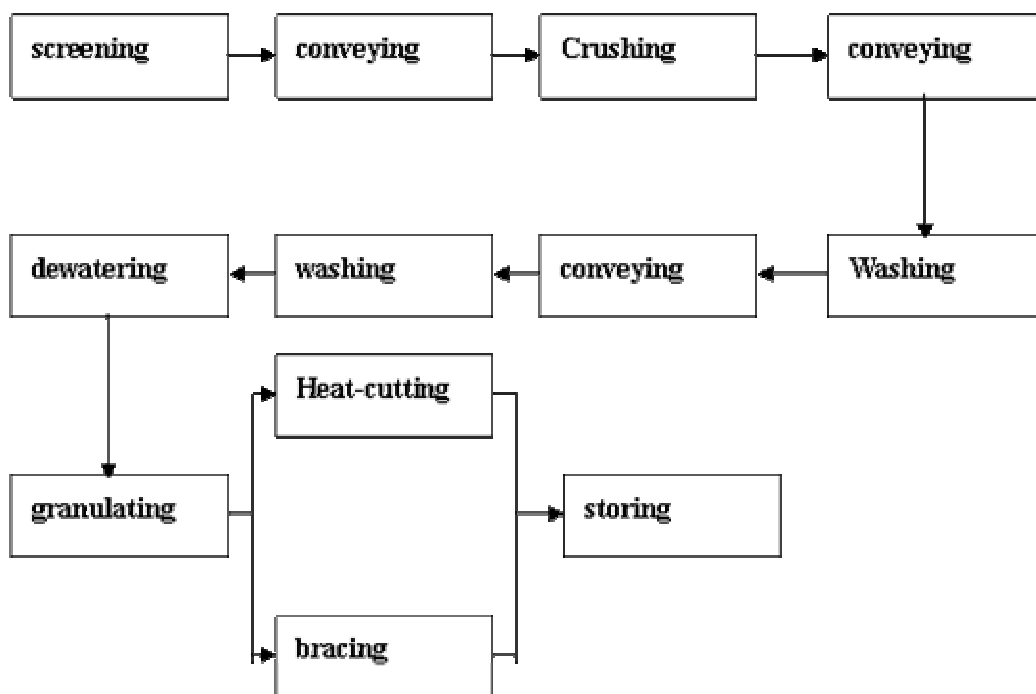 screening
conveying
Crushing
conveying
Washing
conveying
washing
dewatering
granulating
Heat-cutting
bracing
storing